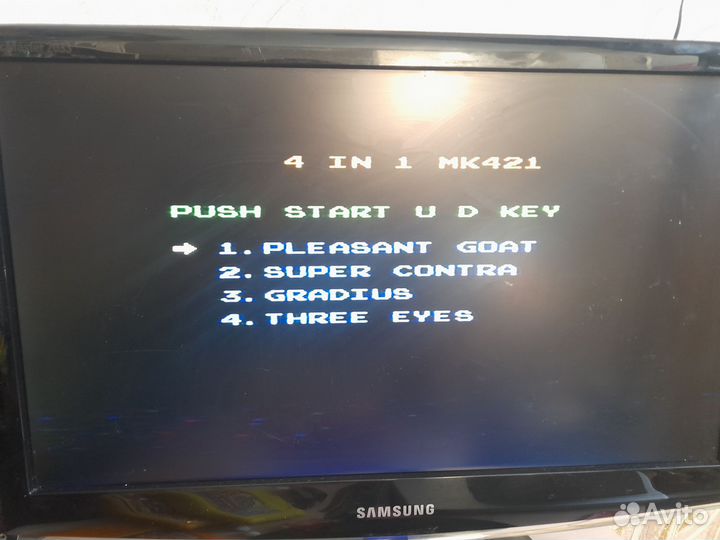 4 IN 1 MK421
PUSH START U D KEY
1. PLEASANT GOAT
2. SUPER CONTRA
3. GRADIUS
4. THREE EYES
SAMSUNG
Avito